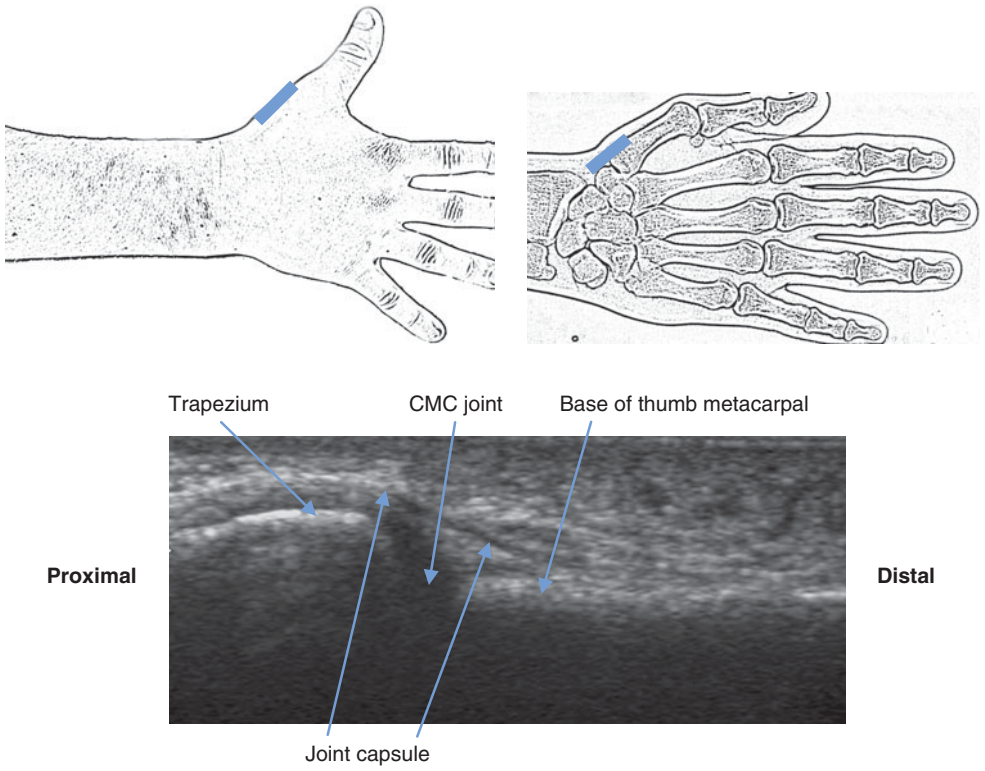 Trapezium
CMC joint
Base of thumb metacarpal
Proximal
Distal
Joint capsule